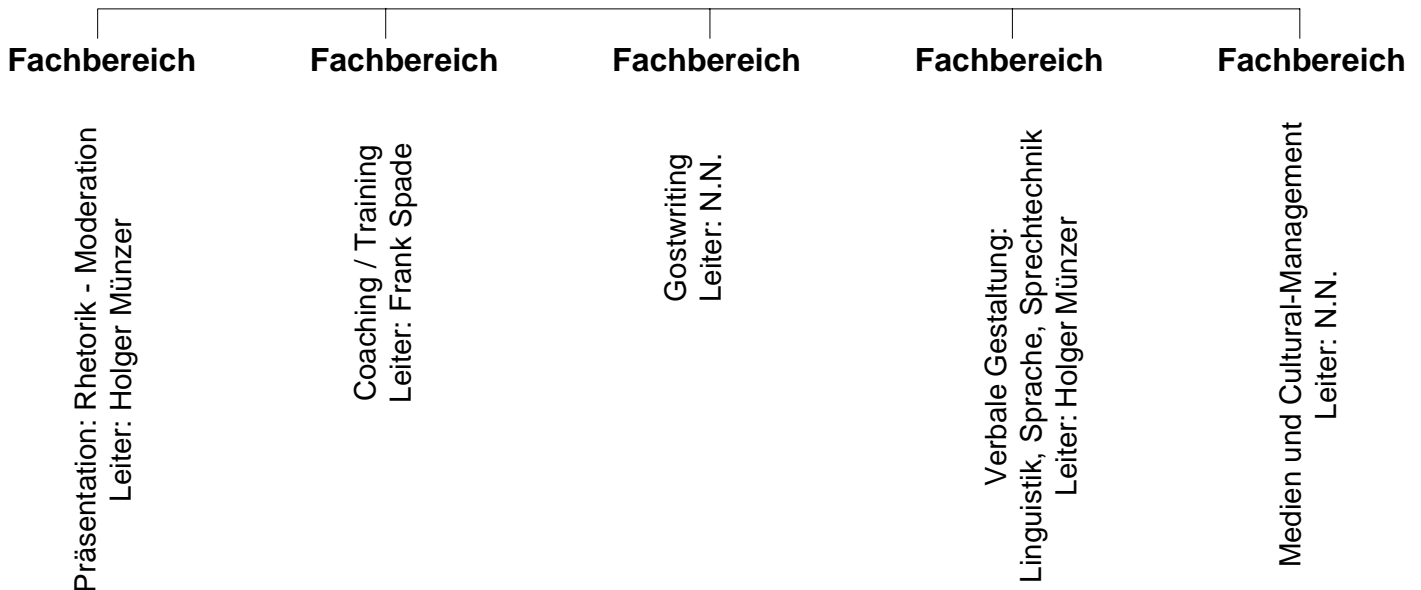 Fachbereich
Präsentation: Rhetorik - Moderation
Leiter: Holger Münzer
Fachbereich
Coaching / Training
Leiter: Frank Spade
Fachbereich
Gostwriting
Leiter: N.N.
Fachbereich
Verbale Gestaltung:
Linguistik, Sprache, Sprechtechnik
Leiter: Holger Münzer
Fachbereich
Medien und Cultural-Management
Leiter: N.N.